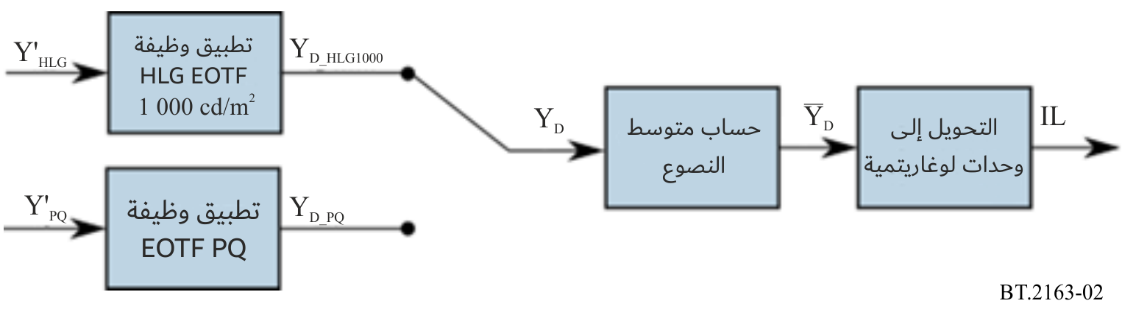 Y'HLG
تطبيق وظيفة
HLG EOTF
1 000 cd/m²
YD_HLG1000
Y'PQ
تطبيق وظيفة
EOTF PQ
YD_PQ
YD
حساب متوسط
النصوع
ȲD
التحويل إلى
وحدات لوغاريتمية
IL
BT.2163-02